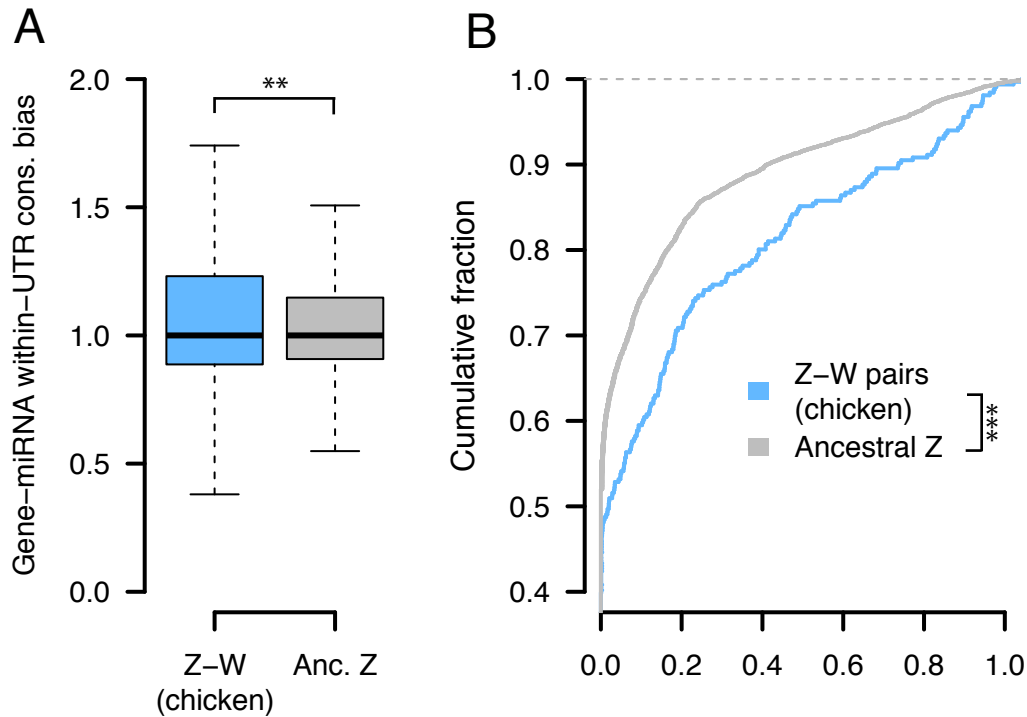 A
Gene−miRNA within−UTR cons. bias
2.0
1.5
1.0
0.5
0.0
**
Z−W
(chicken)
Anc. Z
B
Cumulative fraction
1.0
0.9
0.8
0.7
0.6
0.5
0.4
Z−W pairs
(chicken)
Ancestral Z
***
0.0 0.2 0.4 0.6 0.8 1.0